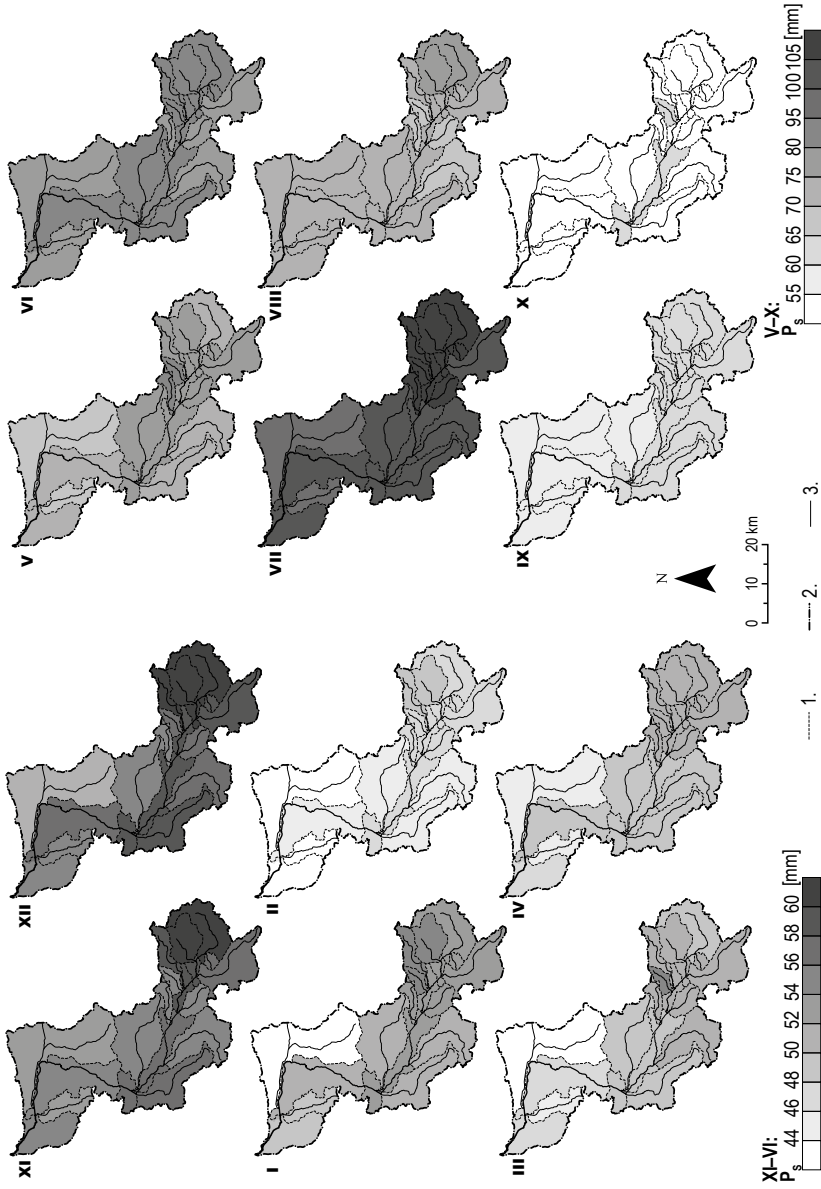 XI
XII
V
VI
I
II
VII
VIII
III
IV
IX
X
N
0 10 20 km
XI–VI:
Pₛ
44 46 48 50 52 54 56 58 60 [mm]
1.
2.
3.
V–X:
Pₛ
55 60 65 70 75 80 95 100 105 [mm]